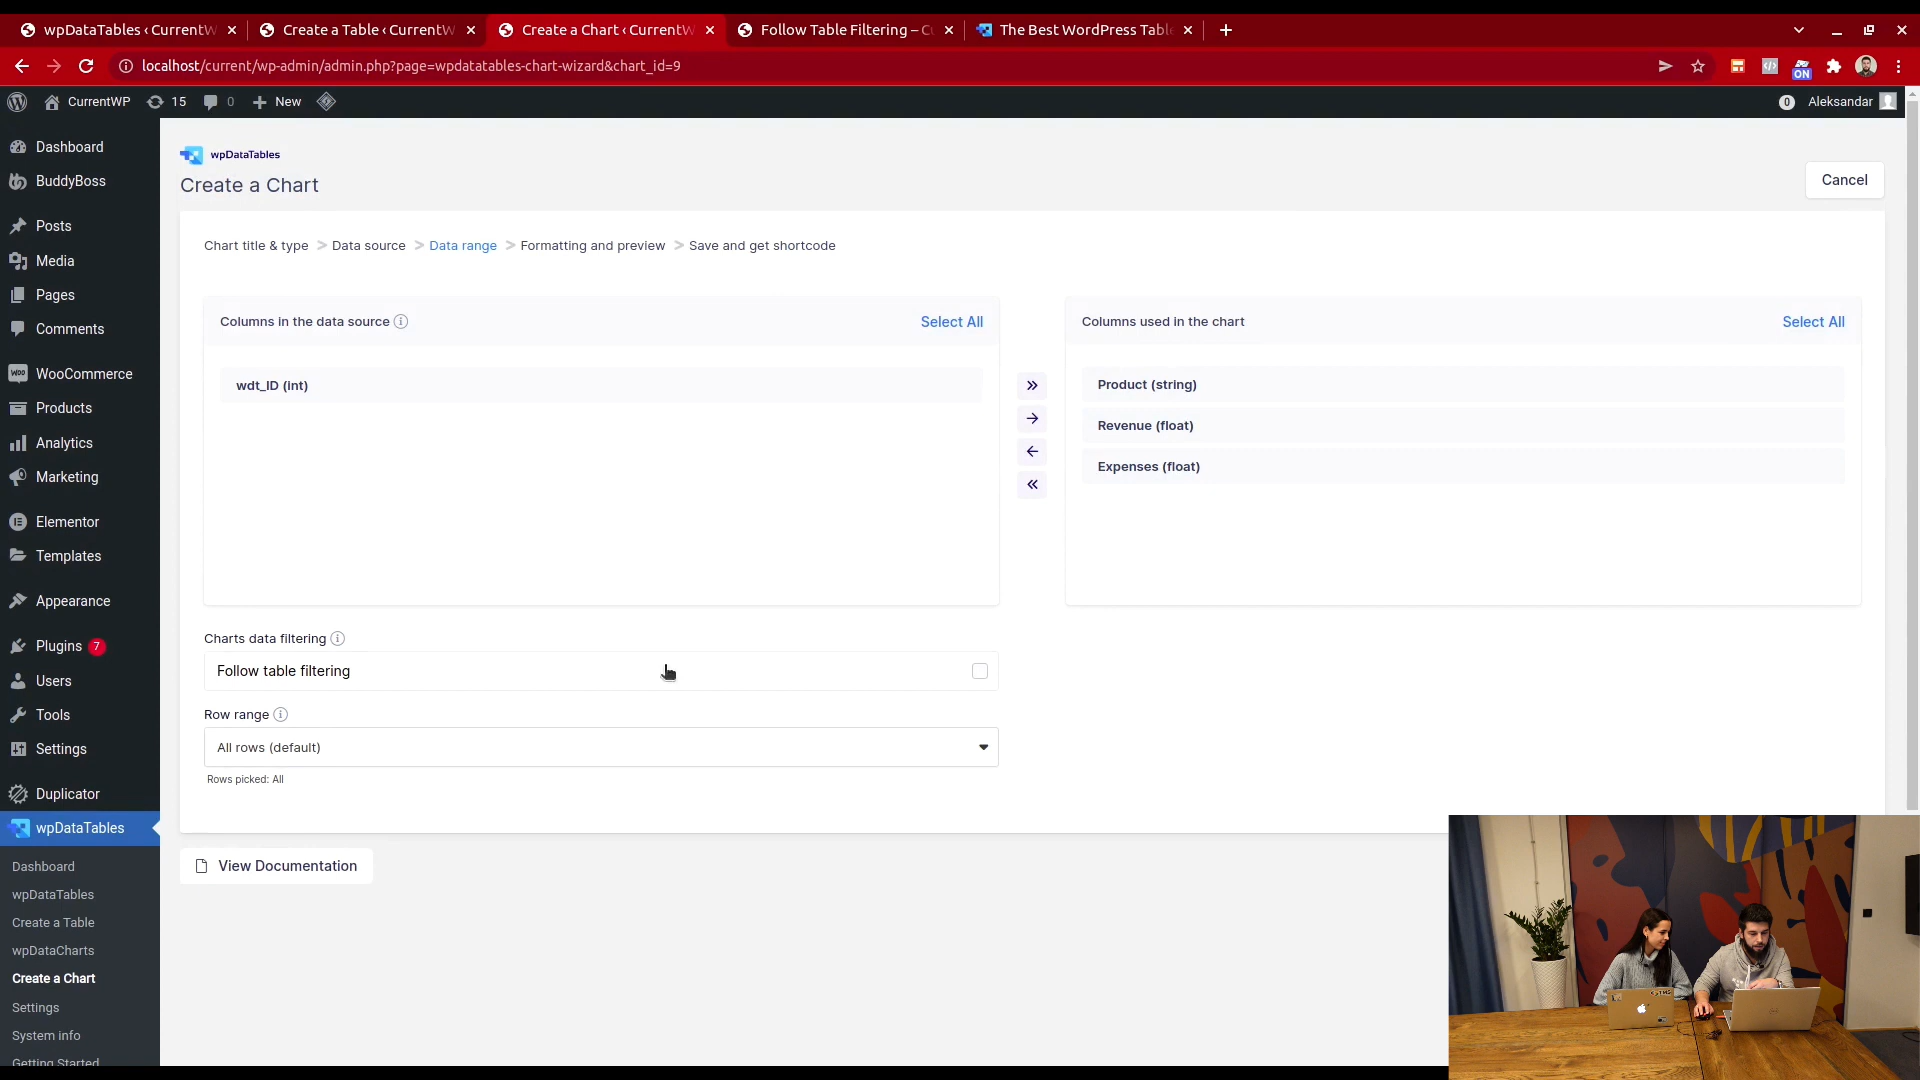 wpDataTables ‹ CurrentW
Create a Table ‹ CurrentW
Create a Chart ‹ CurrentW
Follow Table Filtering – Cu
The Best WordPress Table
localhost/current/wp-admin/admin.php?page=wpdatatables-chart-wizard&chart_id=9
ON
CurrentWP
15
0
New
0
Aleksandar
Dashboard
BuddyBoss
Posts
Media
Pages
Comments
WooCommerce
Products
Analytics
Marketing
Elementor
Templates
Appearance
Plugins 7
Users
Tools
Settings
Duplicator
wpDataTables
Dashboard
wpDataTables
Create a Table
wpDataCharts
Create a Chart
Settings
System info
Getting Started
wpDataTables
Create a Chart
Cancel
Chart title & type > Data source > Data range > Formatting and preview > Save and get shortcode
Columns in the data source
Select All
wdt_ID (int)
Columns used in the chart
Select All
Product (string)
Revenue (float)
Expenses (float)
Charts data filtering
Follow table filtering
Row range
All rows (default)
Rows picked: All
View Documentation